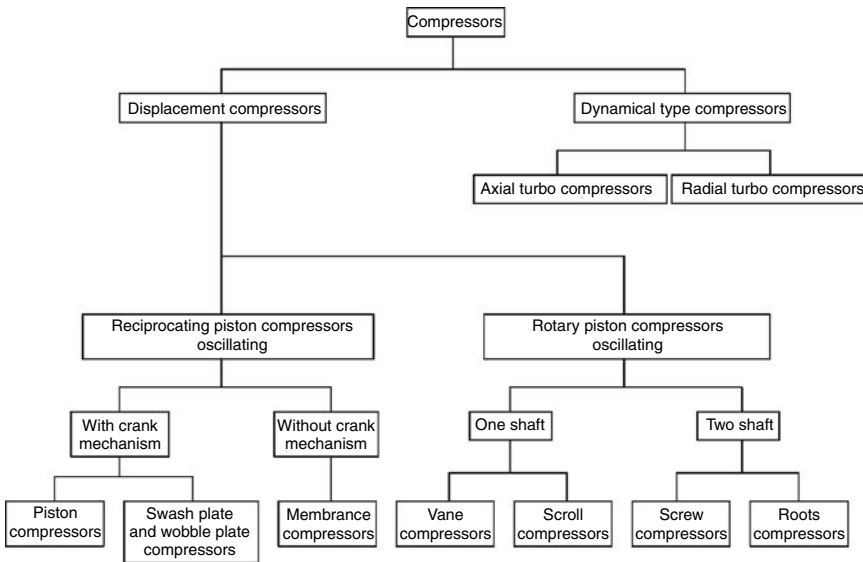 Compressors
Displacement compressors
Dynamical type compressors
Axial turbo compressors
Radial turbo compressors
Reciprocating piston compressors
oscillating
Rotary piston compressors
oscillating
With crank
mechanism
Without crank
mechanism
One shaft
Two shaft
Piston
compressors
Swash plate
and wobble plate
compressors
Membrance
compressors
Vane
compressors
Scroll
compressors
Screw
compressors
Roots
compressors